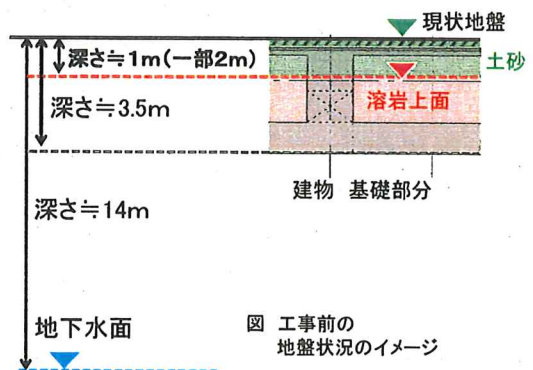 現状地盤
深さ≒1m(一部2m)
土砂
溶岩上面
深さ≒3.5m
建物 基礎部分
深さ≒14m
地下水面
図 工事前の
地盤状況のイメージ